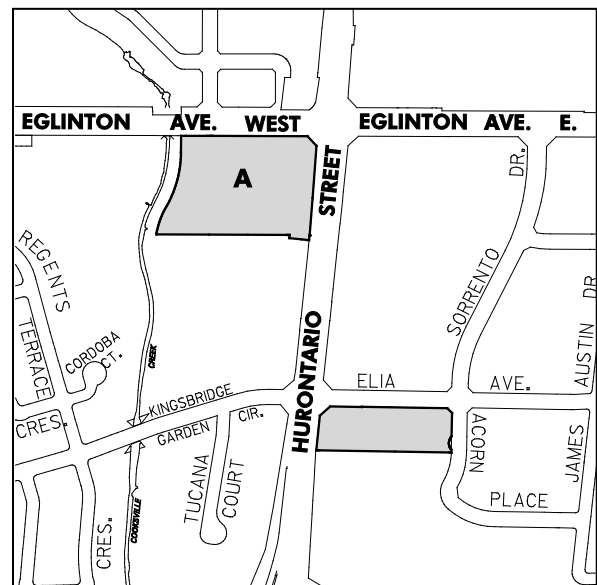 EGLINTON AVE. WEST
EGLINTON AVE. E.
A
STREET
HURONTARIO
DR.
SORRENTO
AUSTIN DR
REGENTS
TERRACE
CORDOBA
CT.
CREEK
ELIA AVE.
KINGSBRIDGE
GARDEN CIR.
CRES.
TUCANA
COURT
ACORN
PLACE
JAMES
COOKSVILLE
CRES.